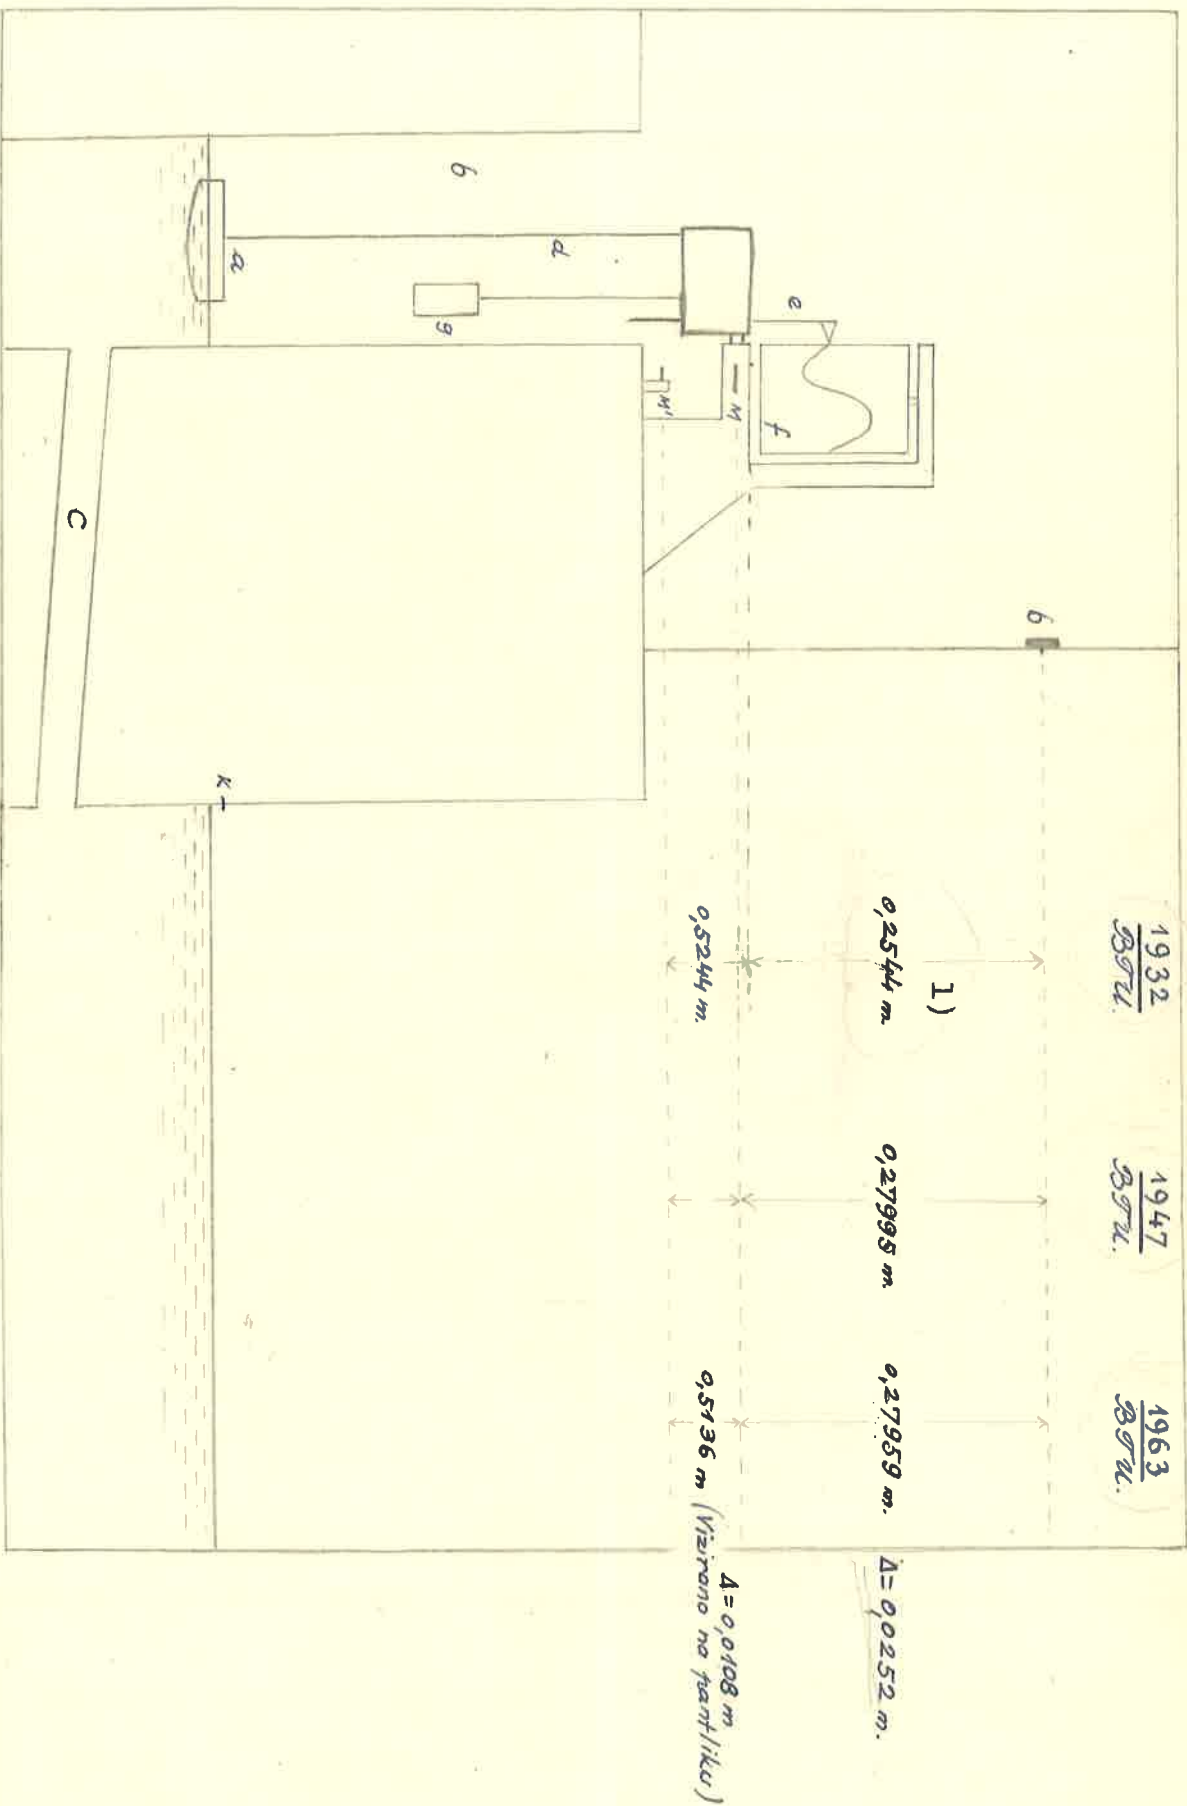 1932
BGU.
1947
BGU.
1963
BGU.
1)
0,2544 m
0,27995 m
0,27959 m.
Δ= 0,0252 m.
0,5244 m.
0,5136 m (Vizirano na pantljiku)
Δ= 0,0108 m
b
e
f
M
M'
d
b
g
a
K
C